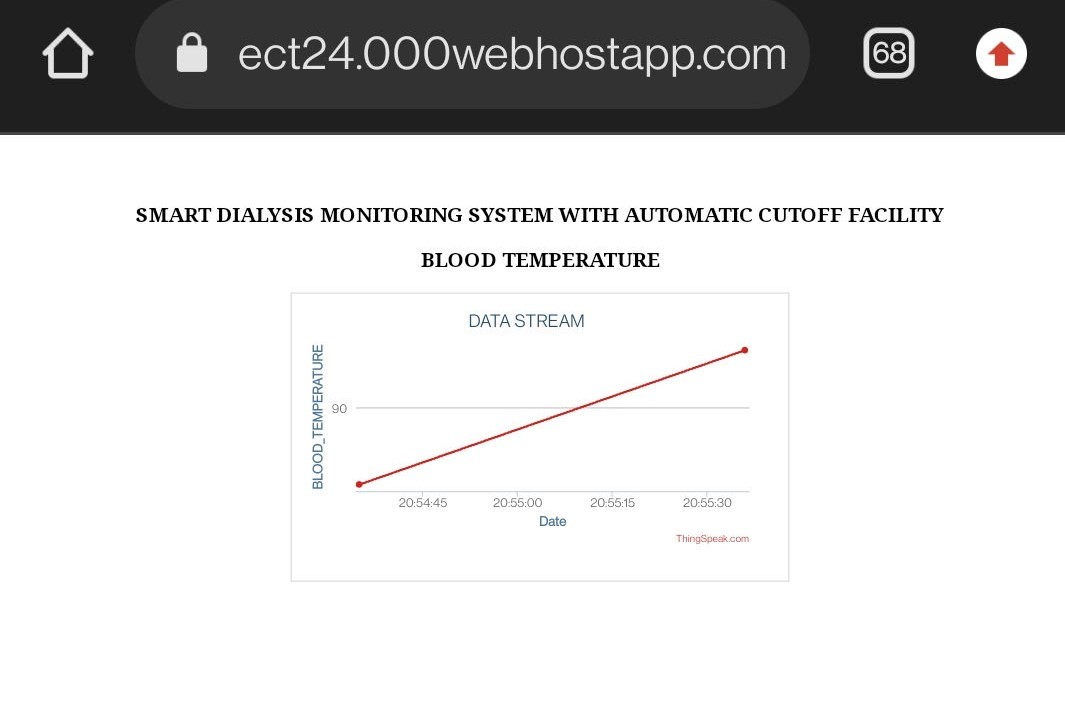 ect24.000webhostapp.com 68
SMART DIALYSIS MONITORING SYSTEM WITH AUTOMATIC CUTOFF FACILITY
BLOOD TEMPERATURE
DATA STREAM
BLOOD_TEMPERATURE
90
20:54:45 20:55:00 20:55:15 20:55:30
Date
ThingSpeak.com